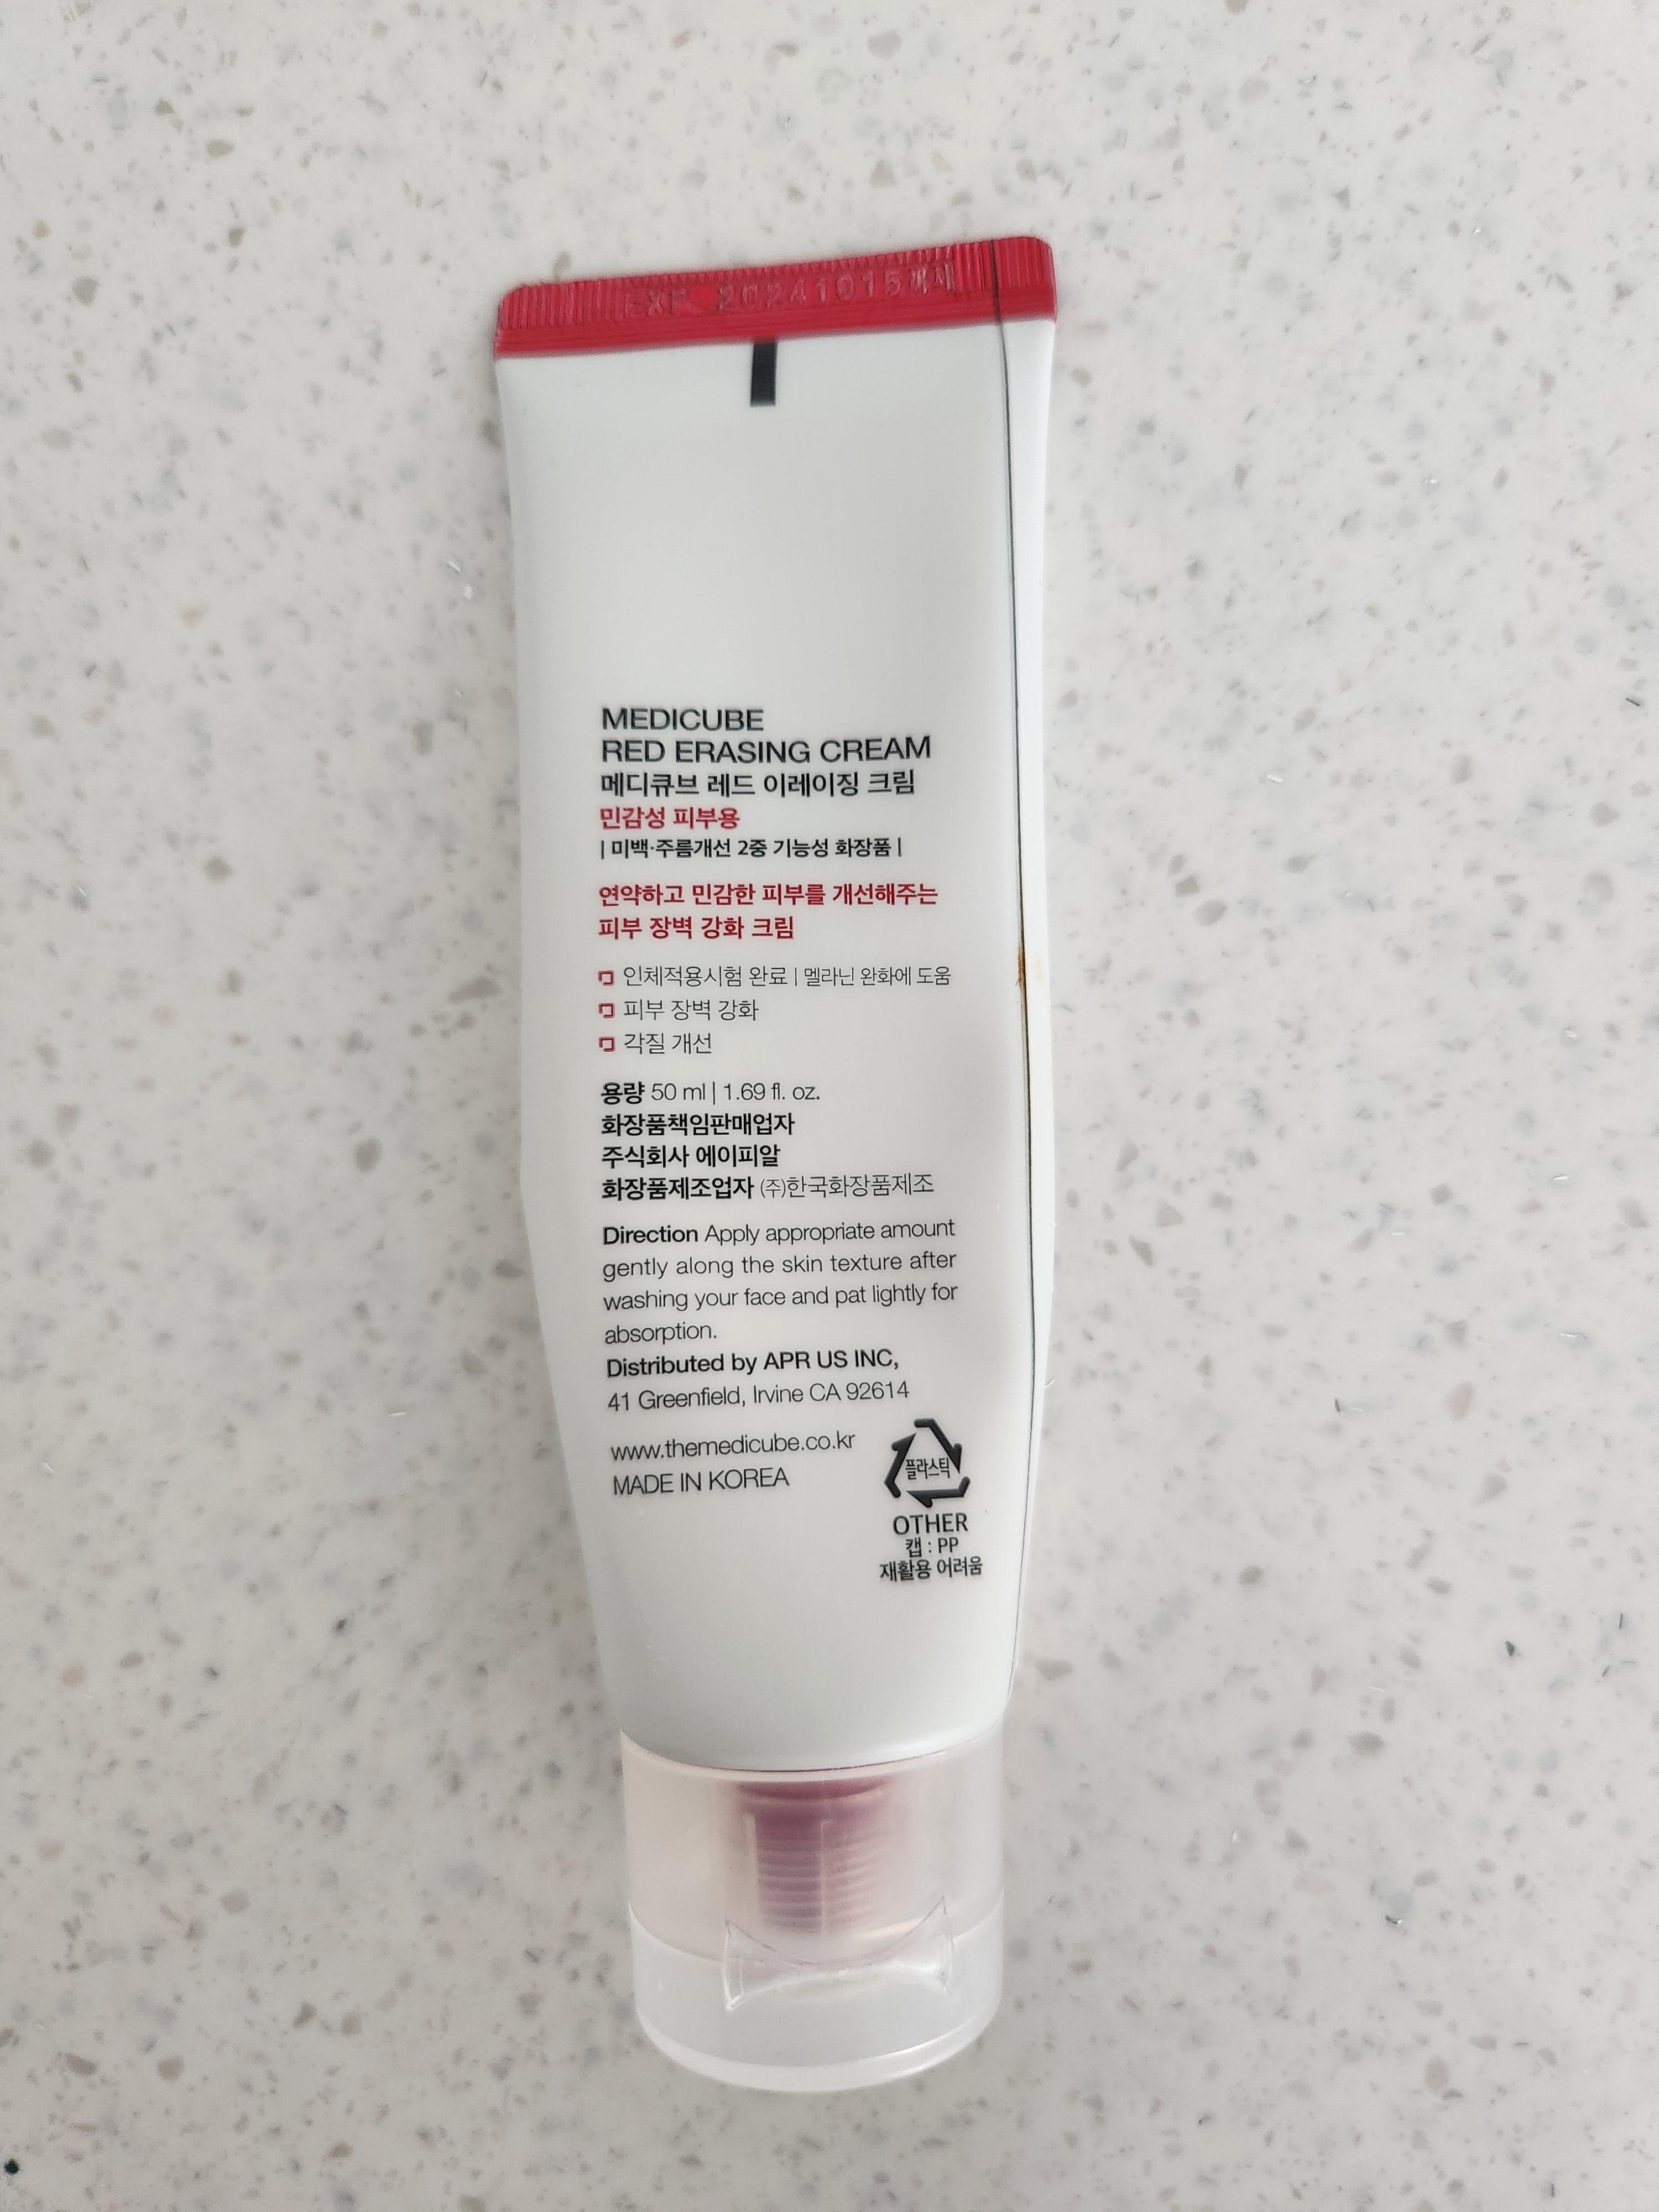 EXP 20241015까지
MEDICUBE
RED ERASING CREAM
메디큐브 레드 이레이징 크림
민감성 피부용
| 미백·주름개선 2중 기능성 화장품 |
연약하고 민감한 피부를 개선해주는
피부 장벽 강화 크림
인체적용시험 완료 | 멜라닌 완화에 도움
피부 장벽 강화
각질 개선
용량 50 ml | 1.69 fl. oz.
화장품책임판매업자
주식회사 에이피알
화장품제조업자 (주)한국화장품제조
Direction Apply appropriate amount
gently along the skin texture after
washing your face and pat lightly for
absorption.
Distributed by APR US INC,
41 Greenfield, Irvine CA 92614
www.themedicube.co.kr
MADE IN KOREA
플라스틱
OTHER
캡 : PP
재활용 어려움